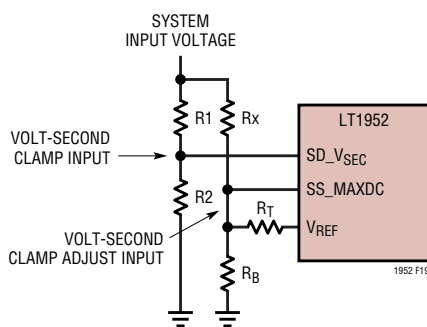 SYSTEM
INPUT VOLTAGE
R1
Rx
LT1952
VOLT-SECOND
CLAMP INPUT
SD_VSEC
SS_MAXDC
R2
RT
VREF
VOLT-SECOND
CLAMP ADJUST INPUT
RB
1952 F19